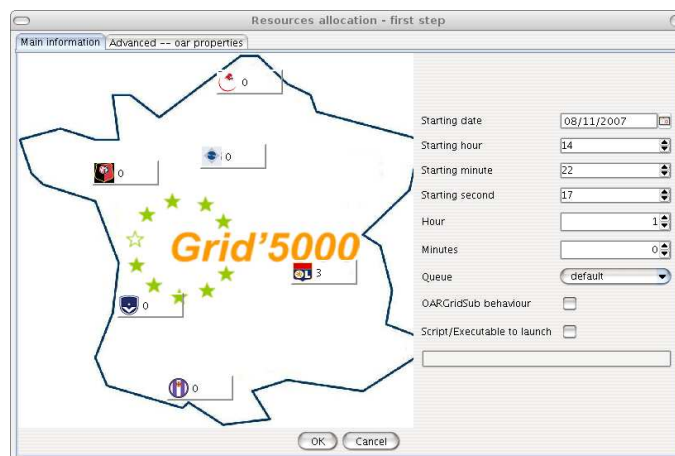 Resources allocation - first step
Main information
Advanced -- oar properties
0
0
0
Grid'5000
3
0
0
Starting date 08/11/2007
Starting hour 14
Starting minute 22
Starting second 17
Hour 1
Minutes 0
Queue default
OARGridSub behaviour
Script/Executable to launch
OK
Cancel